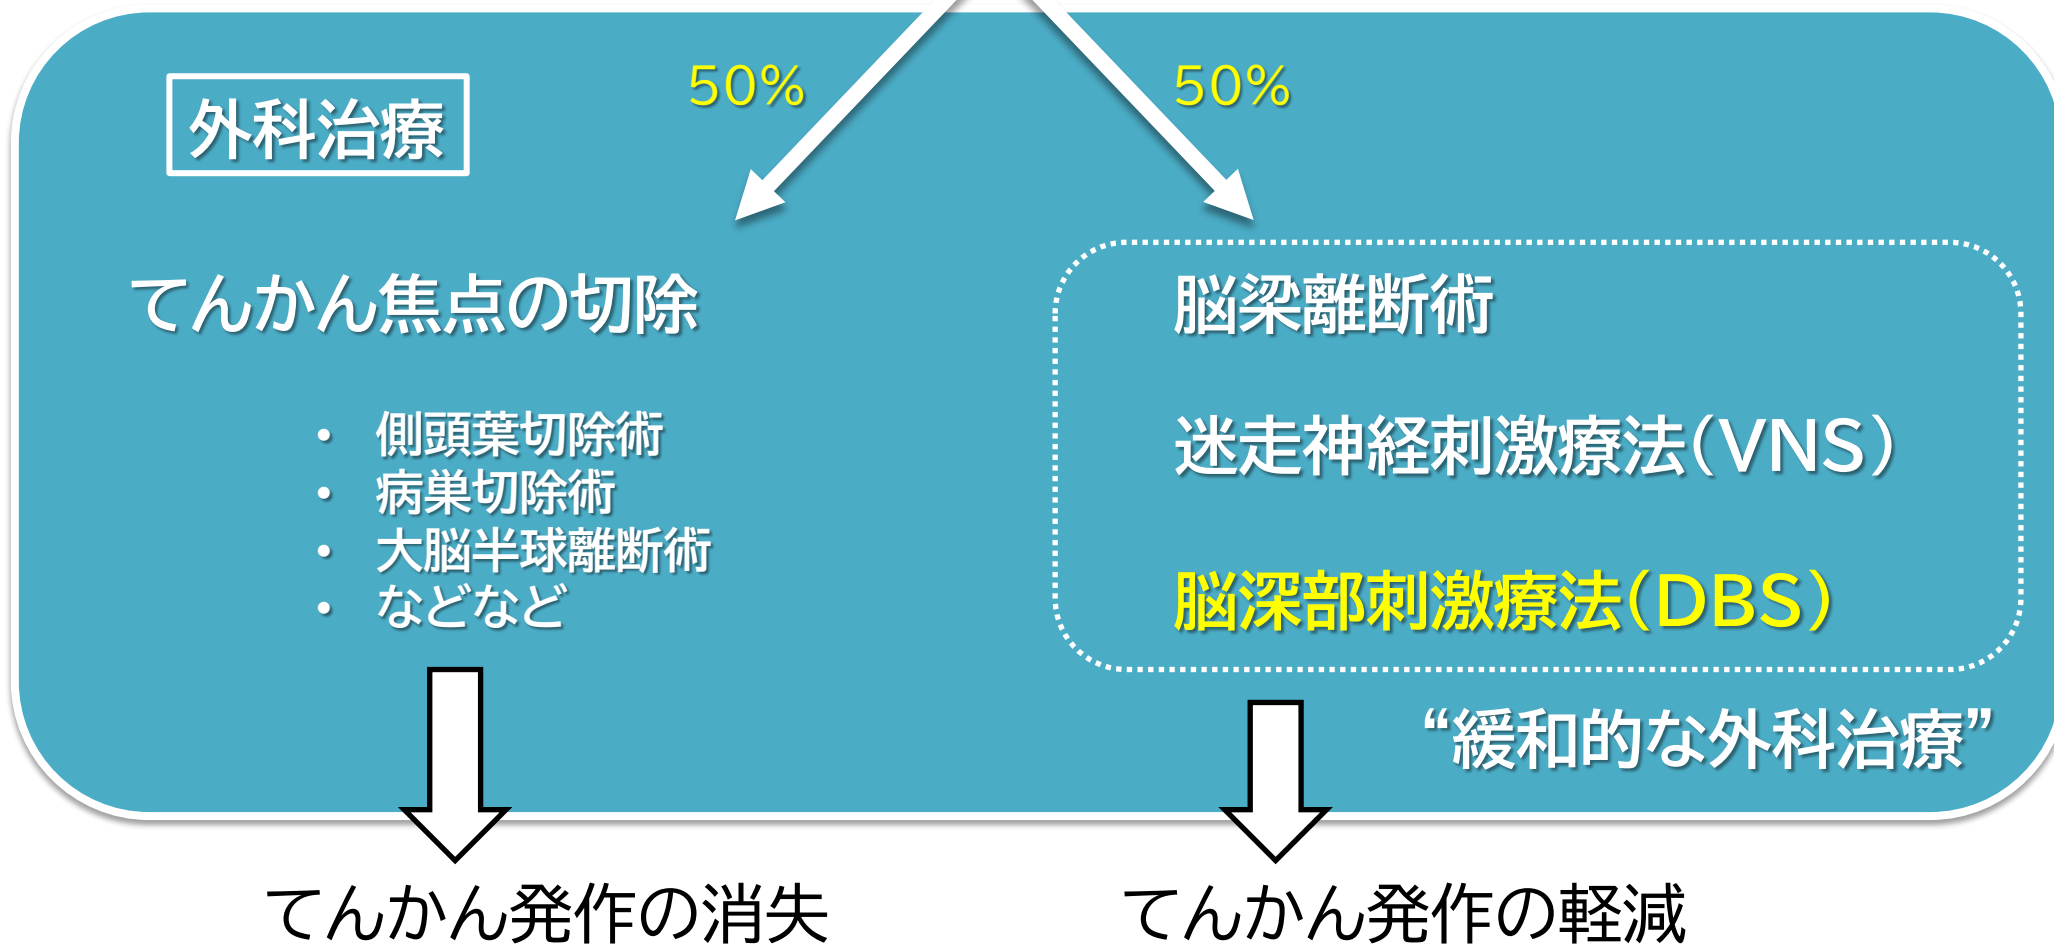 50%
50%
外科治療
てんかん焦点の切除
・ 側頭葉切除術
・ 病巣切除術
・ 大脳半球離断術
・ などなど
脳梁離断術
迷走神経刺激療法（VNS）
脳深部刺激療法（DBS）
“緩和的な外科治療”
てんかん発作の消失
てんかん発作の軽減